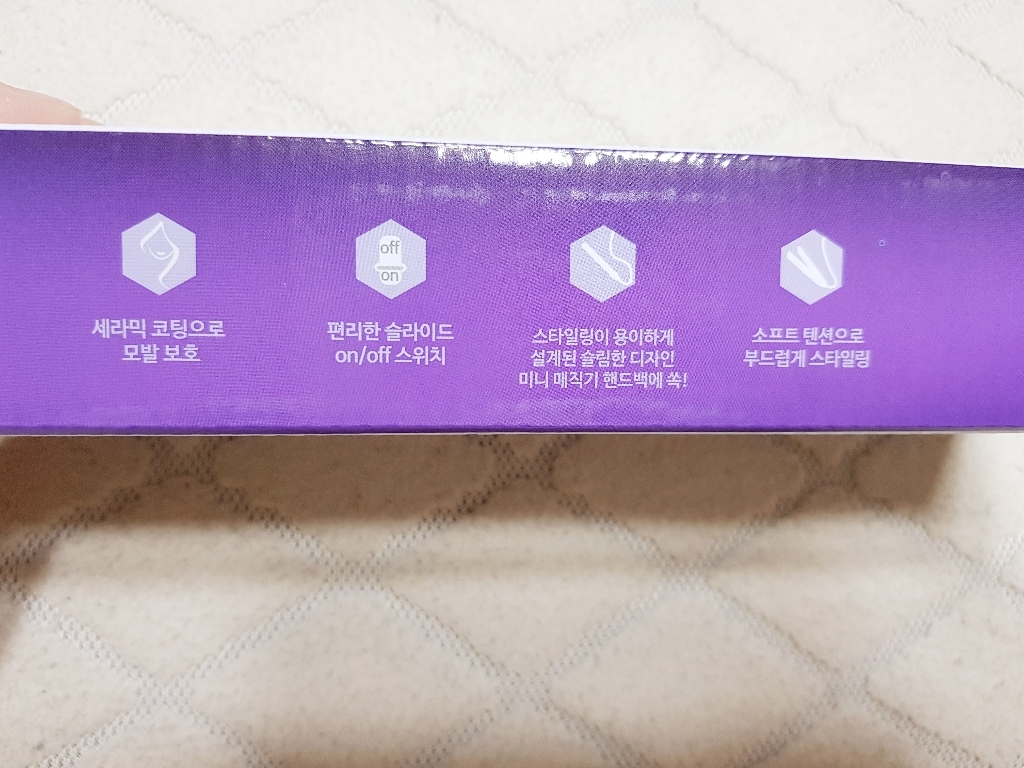 off
on
세라믹 코팅으로
모발 보호
편리한 슬라이드
on/off 스위치
스타일링이 용이하게
설계된 슬림한 디자인
미니 매직기 핸드백에 쏙!
소프트 텐션으로
부드럽게 스타일링